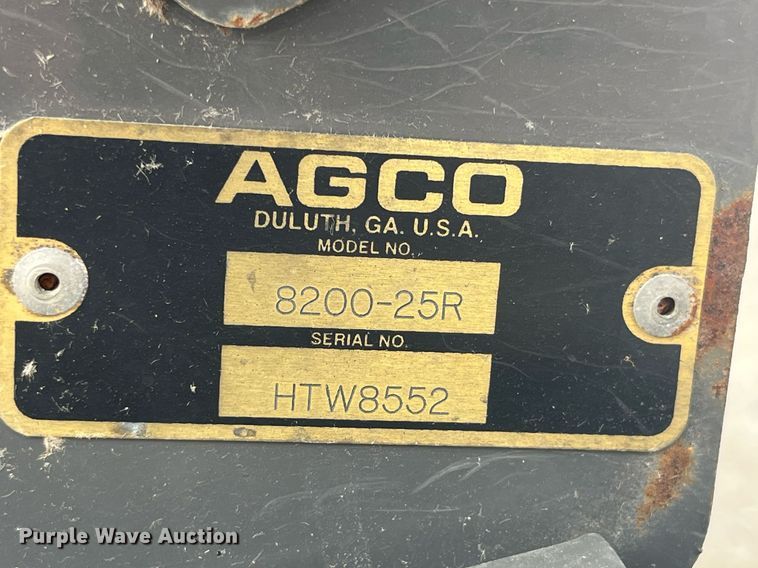 AGCO
DULUTH, GA. U.S.A.
MODEL NO.
8200-25R
SERIAL NO.
HTW8552
Purple Wave Auction